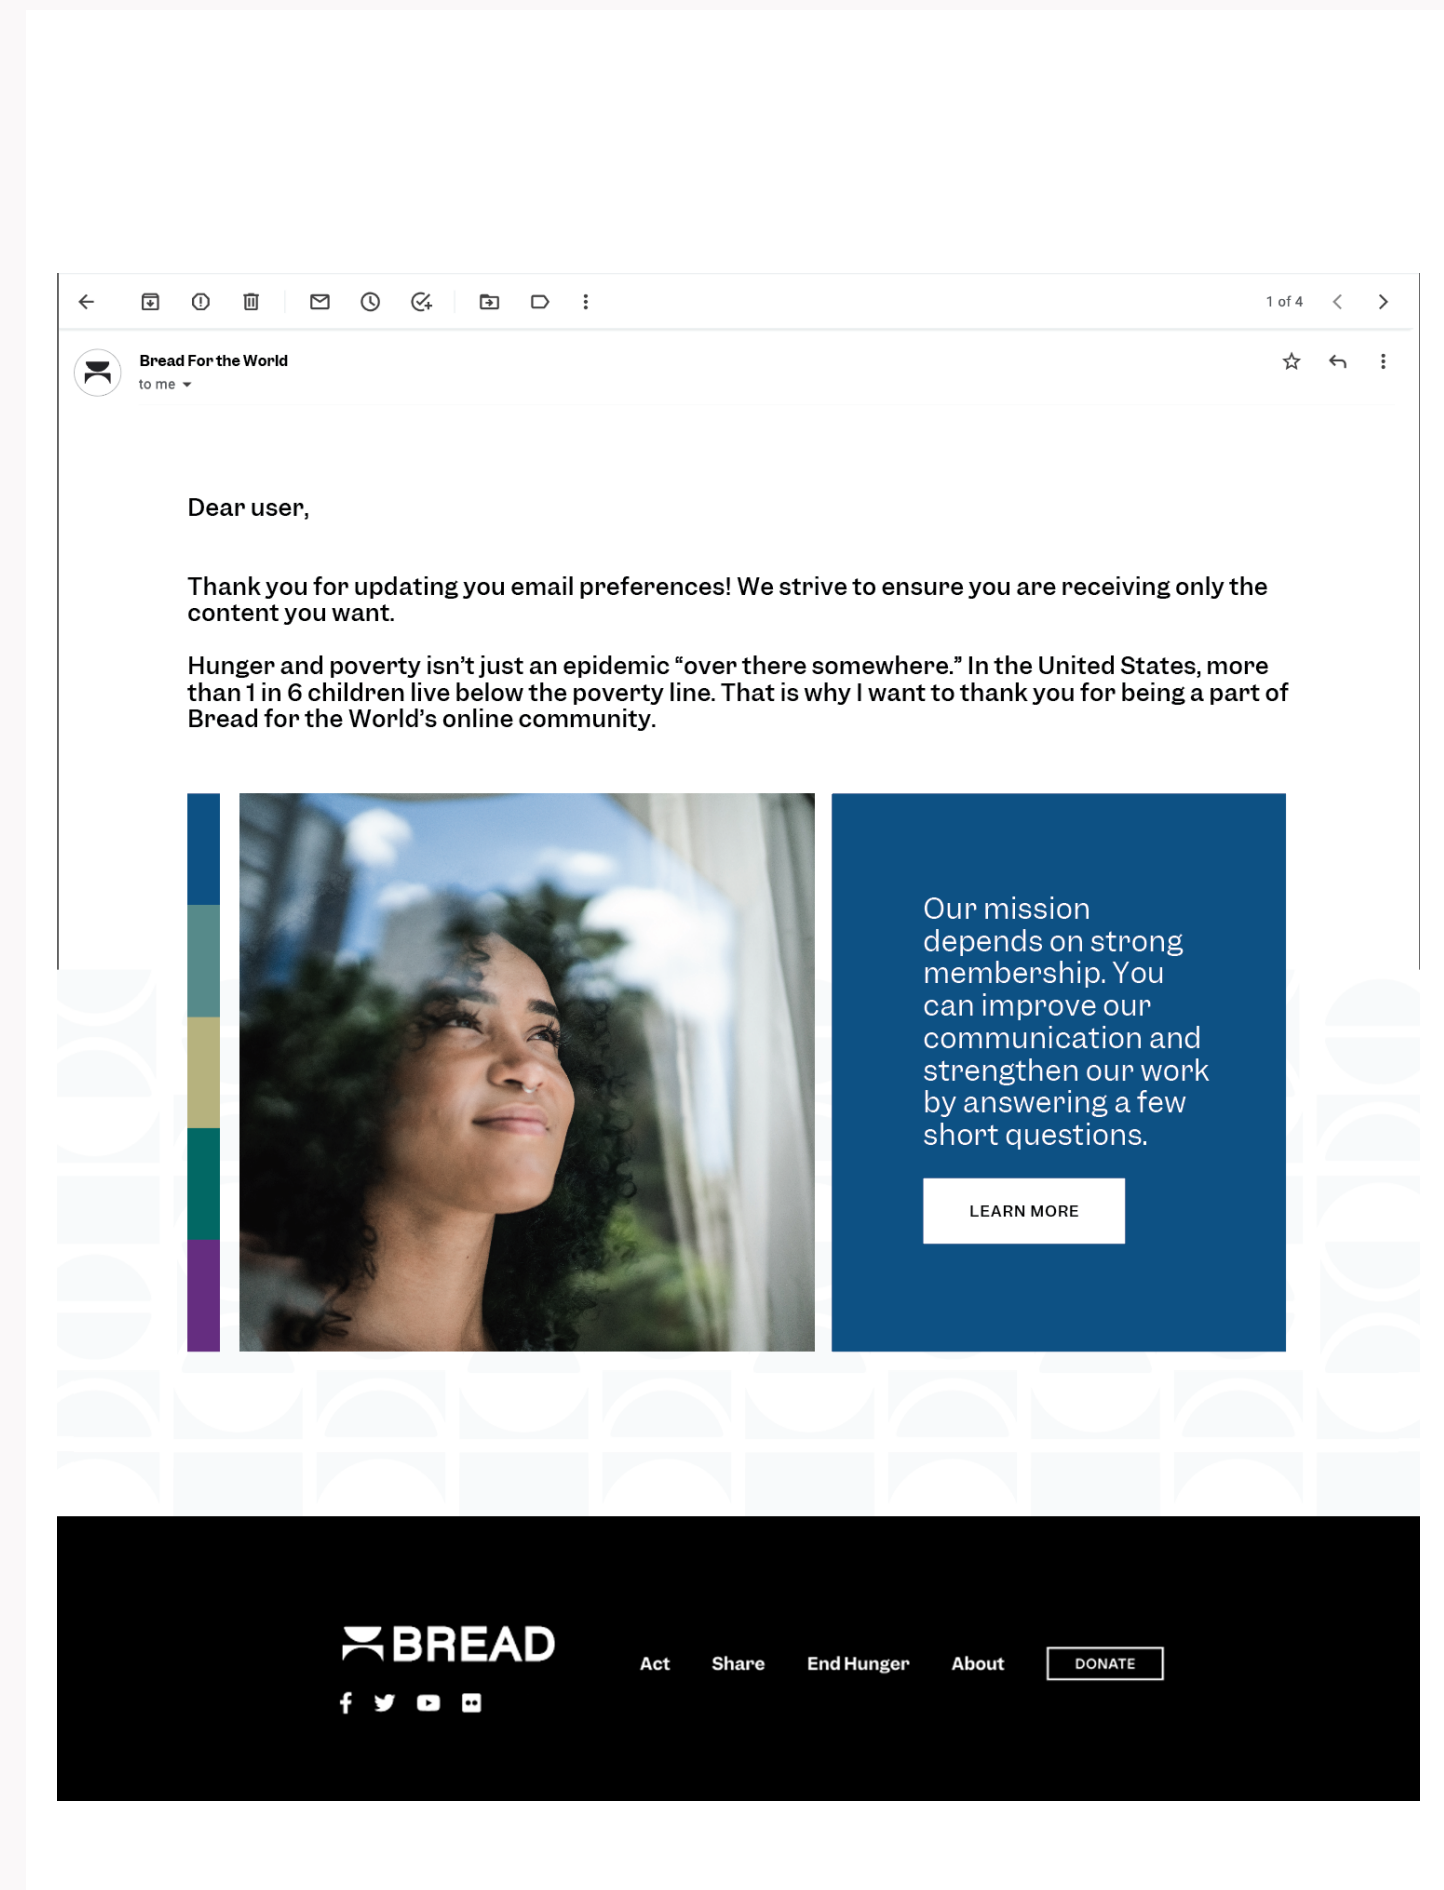 1 of 4
Bread For the World
to me
Dear user,
Thank you for updating you email preferences! We strive to ensure you are receiving only the
content you want.
Hunger and poverty isn’t just an epidemic “over there somewhere.” In the United States, more
than 1 in 6 children live below the poverty line. That is why I want to thank you for being a part of
Bread for the World’s online community.
Our mission
depends on strong
membership. You
can improve our
communication and
strengthen our work
by answering a few
short questions.
LEARN MORE
BREAD
Act Share End Hunger About DONATE